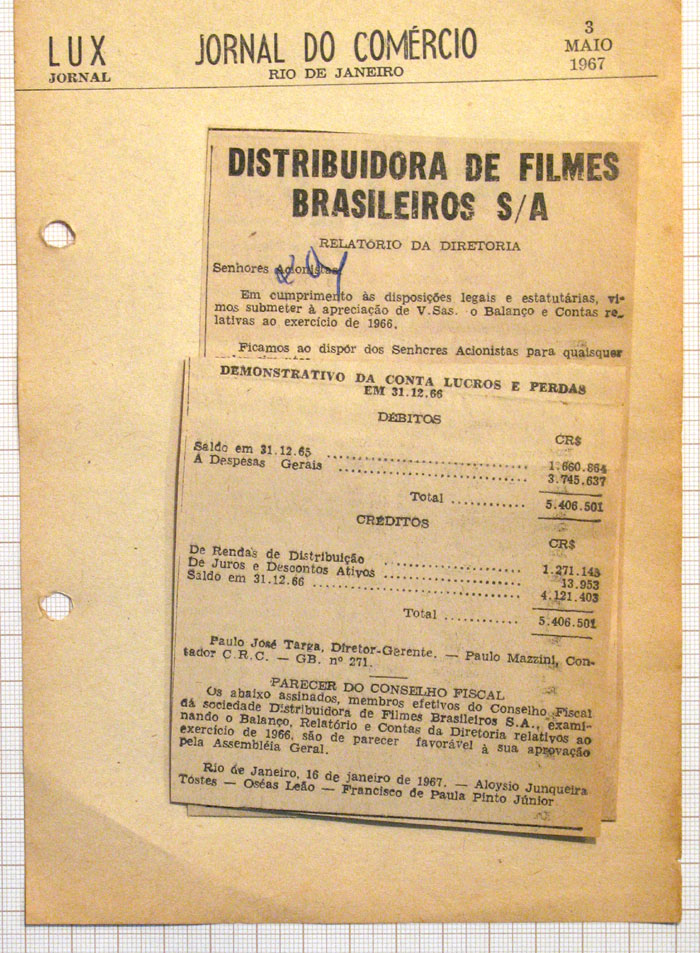 LUX
JORNAL
JORNAL DO COMÉRCIO
RIO DE JANEIRO
3
MAIO
1967
DISTRIBUIDORA DE FILMES
BRASILEIROS S/A
RELATÓRIO DA DIRETORIA
Senhores Acionistas
Em cumprimento às disposições legais e estatutárias, vi-
mos submeter à apreciação de V.Sas. o Balanço e Contas re-
lativas ao exercício de 1966.
Ficamos ao dispôr dos Senhores Acionistas para quaisquer
DEMONSTRATIVO DA CONTA LUCROS E PERDAS
EM 31.12.66
DÉBITOS
CR$
Saldo em 31.12.65 ........................ 1.660.864
A Despesas Gerais ........................ 3.745.637
Total ........... 5.406.501
CRÉDITOS
CR$
De Rendas de Distribuição ................. 1.271.145
De Juros e Descontos Ativos ................. 13.953
Saldo em 31.12.66 ........................ 4.121.403
Total ........... 5.406.501
Paulo José Targa, Diretor-Gerente. — Paulo Mazzini, Con-
tador C.R.C. — GB. nº 271.
PARECER DO CONSELHO FISCAL
Os abaixo assinados, membros efetivos do Conselho Fiscal
da sociedade Distribuidora de Filmes Brasileiros S.A., exami-
nando o Balanço, Relatório e Contas da Diretoria relativos ao
exercício de 1966, são de parecer favorável à sua aprovação
pela Assembléia Geral.
Rio de Janeiro, 16 de janeiro de 1967. — Aloysio Junqueira
Tostes — Oséas Leão — Francisco de Paula Pinto Júnior